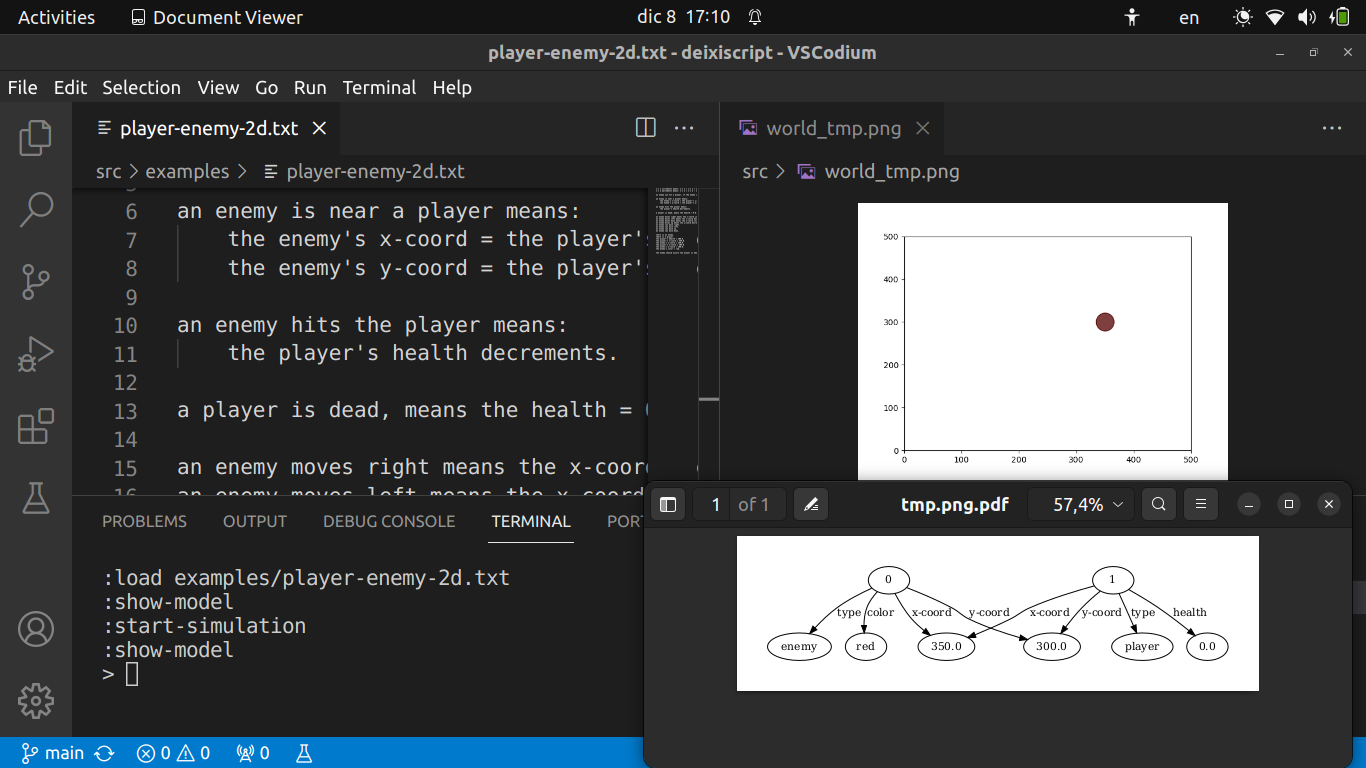 Activities Document Viewer dic 8 17:10 en
player-enemy-2d.txt - deixiscript - VSCodium
File Edit Selection View Go Run Terminal Help
player-enemy-2d.txt
world_tmp.png
src > examples > player-enemy-2d.txt
src > world_tmp.png
6 an enemy is near a player means:
7 the enemy's x-coord = the player's
8 the enemy's y-coord = the player's
9
10 an enemy hits the player means:
11 the player's health decrements.
12
13 a player is dead, means the health =
14
15 an enemy moves right means the x-coord
16 an enemy moves left means the x-coord
500
400
300
200
100
0
0 100 200 300 400 500
PROBLEMS OUTPUT DEBUG CONSOLE TERMINAL
:load examples/player-enemy-2d.txt
:show-model
:start-simulation
:show-model
>
1 of 1 tmp.png.pdf 57,4%
0 1
type color x-coord y-coord x-coord y-coord type health
enemy red 350.0 300.0 player 0.0
main 0 0 0